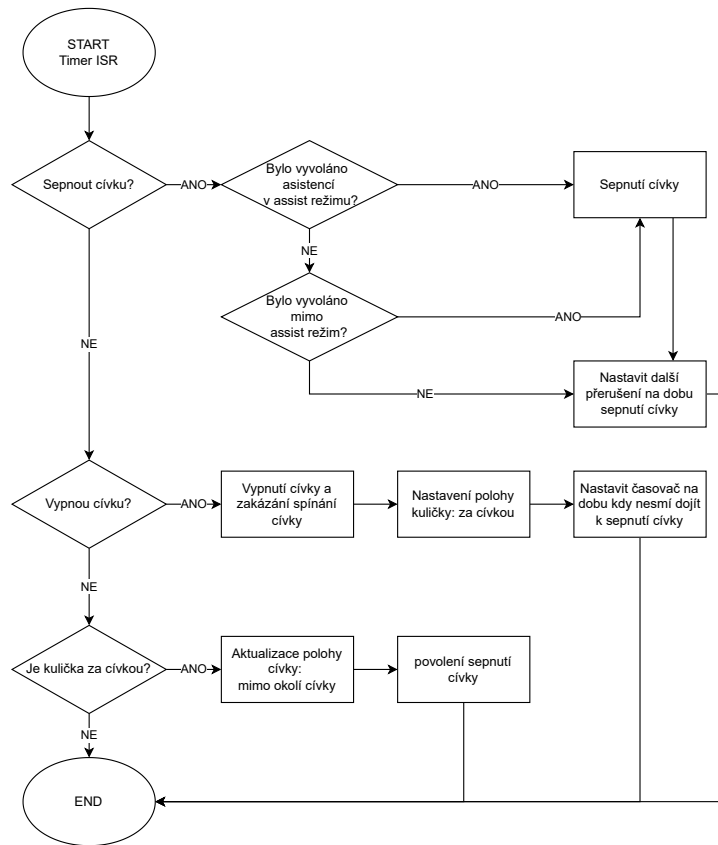 START
Timer ISR
Sepnout cívku?
ANO
Bylo vyvoláno
asistencí
v assist režimu?
ANO
Sepnutí cívky
NE
Bylo vyvoláno
mimo
assist režim?
ANO
NE
NE
Nastavit další
přerušení na dobu
sepnutí cívky
Vypnou cívku?
ANO
Vypnutí cívky a
zakázání spínání
cívky
Nastavení polohy
kuličky: za cívkou
Nastavit časovač na
dobu kdy nesmí dojít
k sepnutí cívky
NE
Je kulička za cívkou?
ANO
Aktualizace polohy
cívky:
mimo okolí cívky
povolení sepnutí
cívky
NE
END